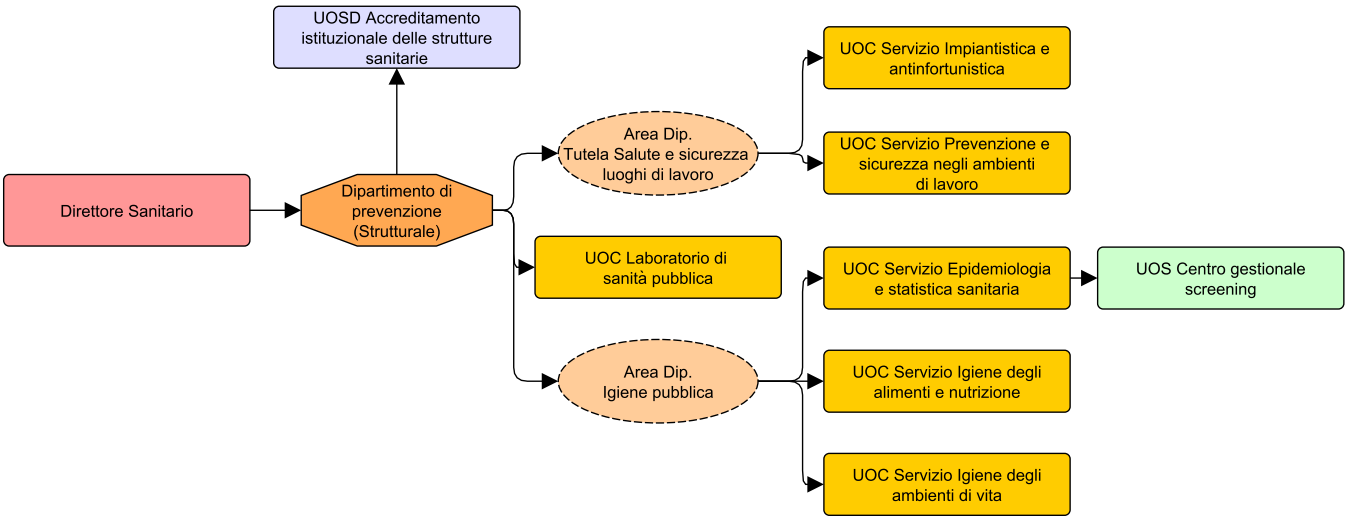 UOSD Accreditamento
istituzionale delle strutture
sanitarie
UOC Servizio Impiantistica e
antinfortunistica
Area Dip.
Tutela Salute e sicurezza
luoghi di lavoro
UOC Servizio Prevenzione e
sicurezza negli ambienti
di lavoro
Direttore Sanitario
Dipartimento di
prevenzione
(Strutturale)
UOC Laboratorio di
sanità pubblica
UOC Servizio Epidemiologia
e statistica sanitaria
UOS Centro gestionale
screening
Area Dip.
Igiene pubblica
UOC Servizio Igiene degli
alimenti e nutrizione
UOC Servizio Igiene degli
ambienti di vita